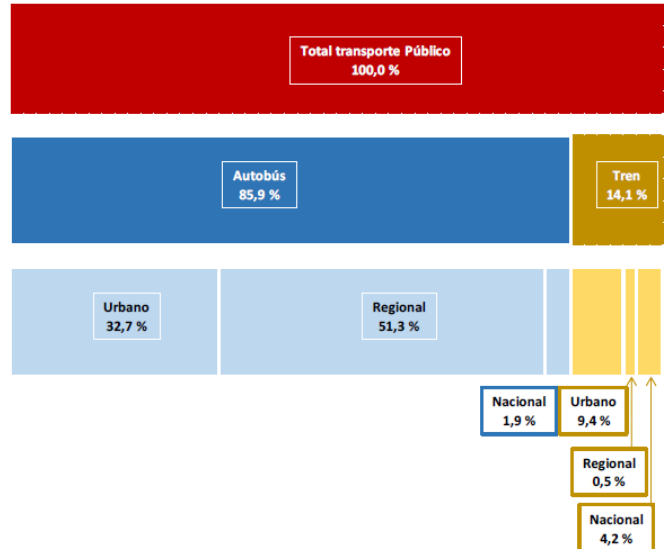 Total transporte Público
100,0 %
Autobús
85,9 %
Tren
14,1 %
Urbano
32,7 %
Regional
51,3 %
Nacional
1,9 %
Urbano
9,4 %
Regional
0,5 %
Nacional
4,2 %